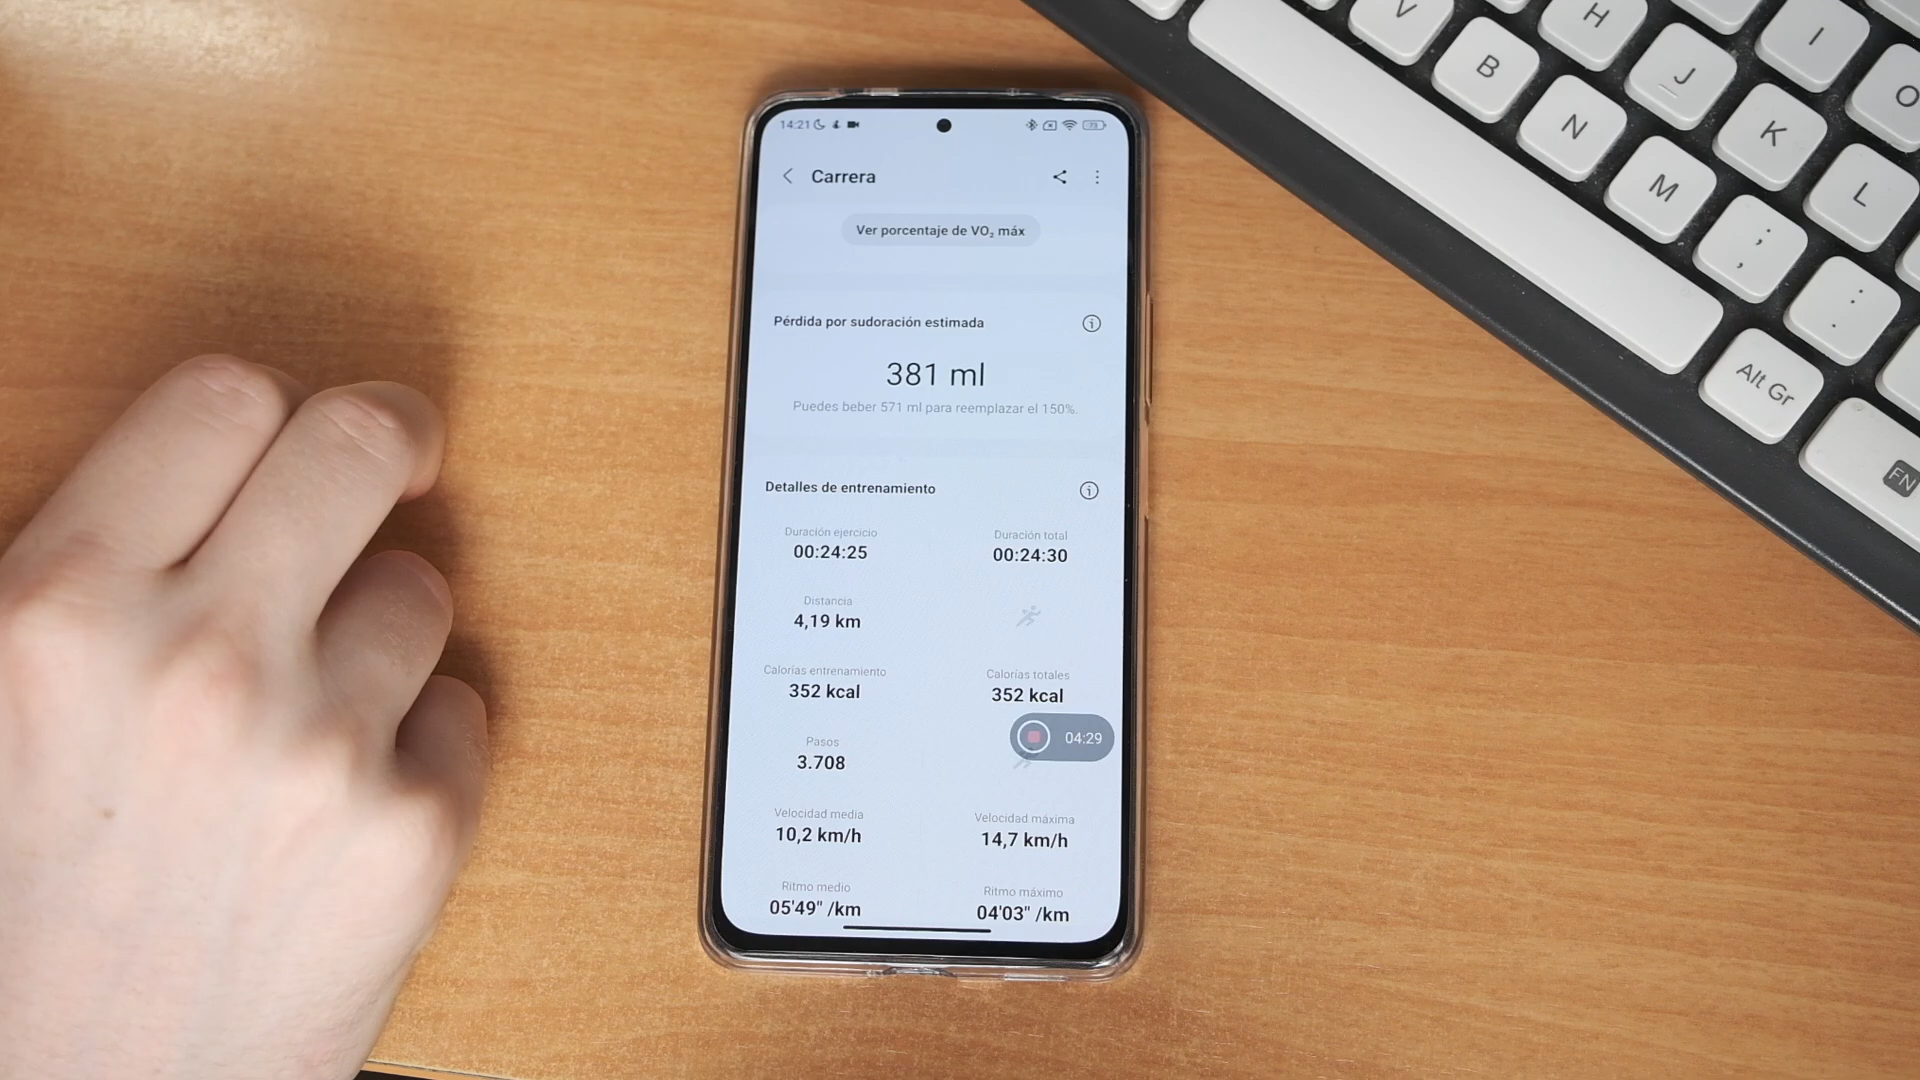 14:21
23
Carrera
Ver porcentaje de VO₂ máx
Pérdida por sudoración estimada
381 ml
Puedes beber 571 ml para reemplazar el 150%.
Detalles de entrenamiento
Duración ejercicio
00:24:25
Duración total
00:24:30
Distancia
4,19 km
Calorías entrenamiento
352 kcal
Calorías totales
352 kcal
04:29
Pasos
3.708
Velocidad media
10,2 km/h
Velocidad máxima
14,7 km/h
Ritmo medio
05'49" /km
Ritmo máximo
04'03" /km
V
H
I
B
J
O
N
K
M
L
;
,
:
.
Alt Gr
FN